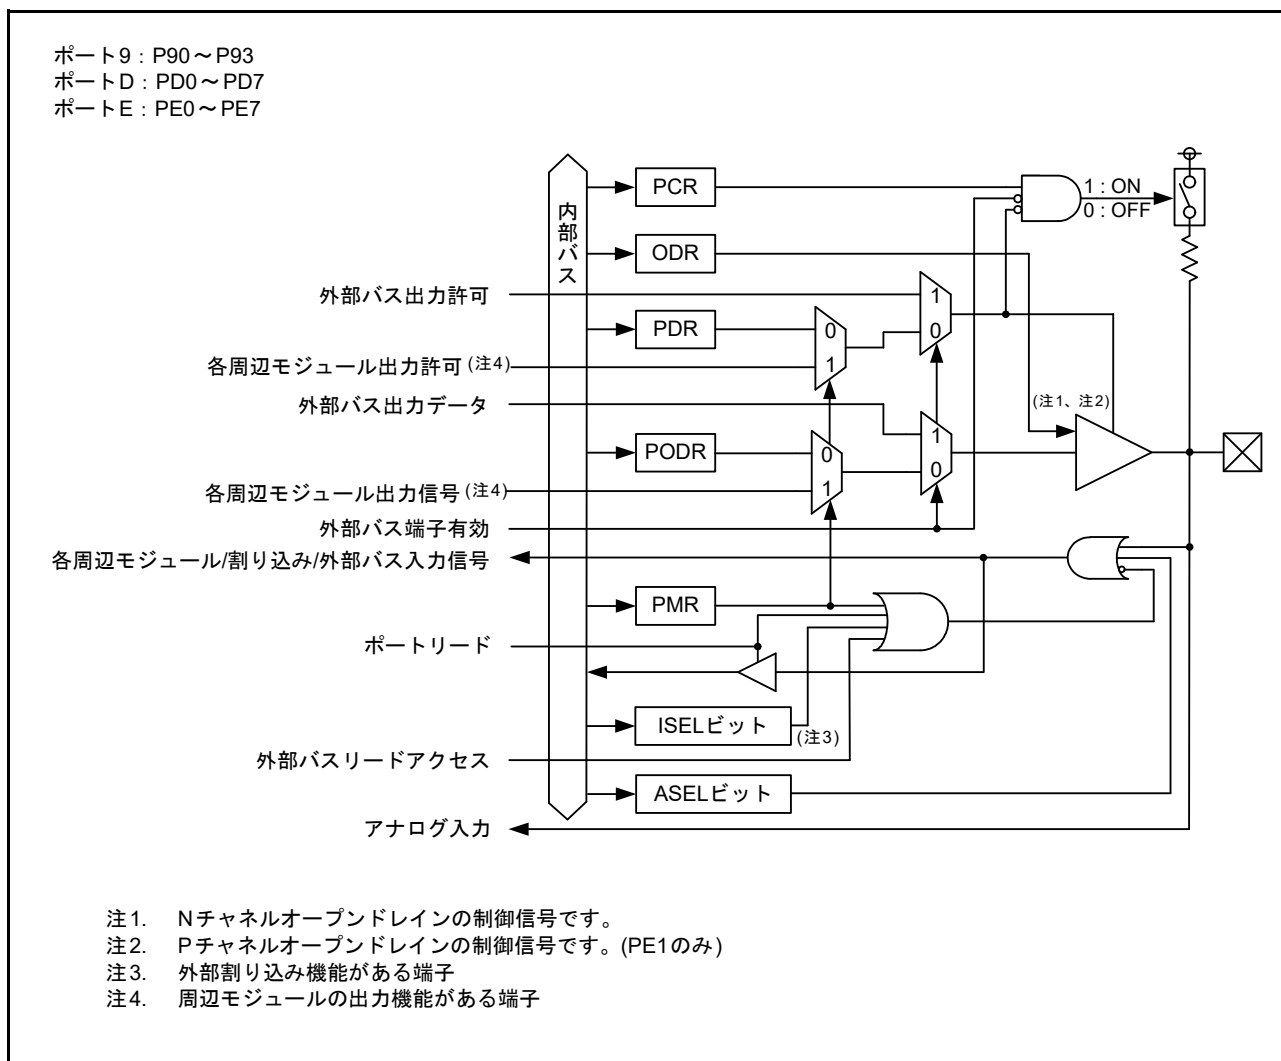 ポート9：P90～P93
ポートD：PD0～PD7
ポートE：PE0～PE7
内部バス
PCR
1 : ON
0 : OFF
ODR
外部バス出力許可
1
0
PDR
0
1
各周辺モジュール出力許可(注4)
外部バス出力データ
(注1、注2)
1
0
PODR
0
1
各周辺モジュール出力信号(注4)
外部バス端子有効
各周辺モジュール/割り込み/外部バス入力信号
PMR
ポートリード
ISELビット
(注3)
外部バスリードアクセス
ASELビット
アナログ入力
注1. Nチャネルオープンドレインの制御信号です。
注2. Pチャネルオープンドレインの制御信号です。(PE1のみ)
注3. 外部割り込み機能がある端子
注4. 周辺モジュールの出力機能がある端子